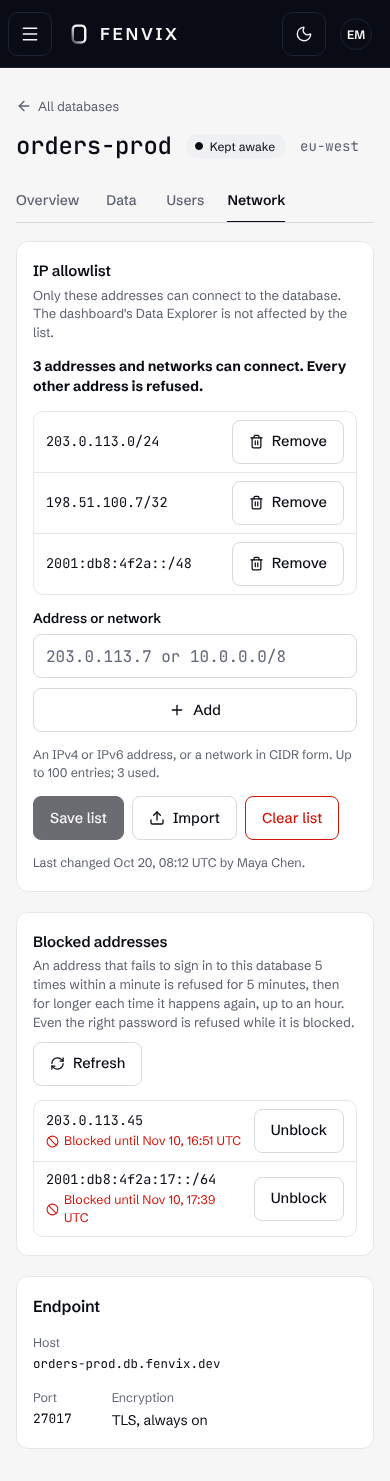 FENVIX
EM
All databases
orders-prod
Kept awake
eu-west
Overview Data Users Network
IP allowlist
Only these addresses can connect to the database.
The dashboard's Data Explorer is not affected by the
list.
3 addresses and networks can connect. Every
other address is refused.
203.0.113.0/24
Remove
198.51.100.7/32
Remove
2001:db8:4f2a::/48
Remove
Address or network
203.0.113.7 or 10.0.0.0/8
Add
An IPv4 or IPv6 address, or a network in CIDR form. Up
to 100 entries; 3 used.
Save list
Import
Clear list
Last changed Oct 20, 08:12 UTC by Maya Chen.
Blocked addresses
An address that fails to sign in to this database 5
times within a minute is refused for 5 minutes, then
for longer each time it happens again, up to an hour.
Even the right password is refused while it is blocked.
Refresh
203.0.113.45
Blocked until Nov 10, 16:51 UTC
Unblock
2001:db8:4f2a:17::/64
Blocked until Nov 10, 17:39
UTC
Unblock
Endpoint
Host
orders-prod.db.fenvix.dev
Port Encryption
27017 TLS, always on